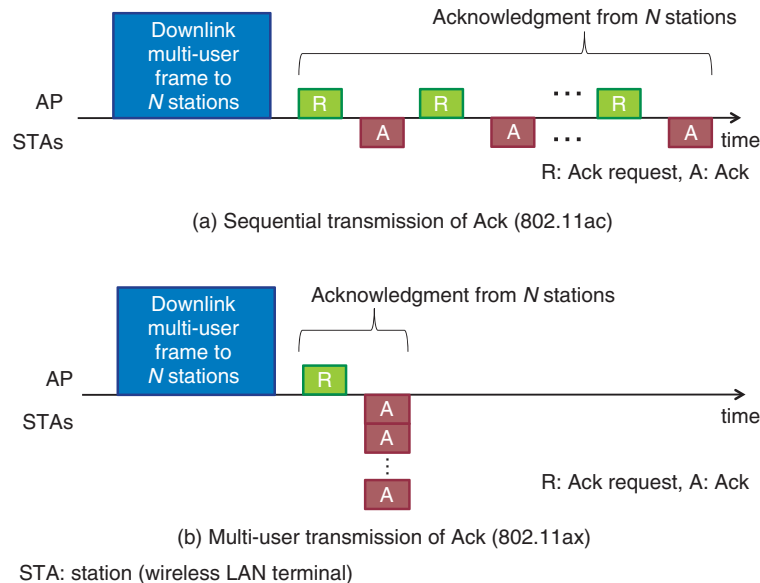 Downlink
multi-user
frame to
N stations
Acknowledgment from N stations
AP
R
R
...
R
STAs
A
A
...
A
time
R: Ack request, A: Ack
(a) Sequential transmission of Ack (802.11ac)
Downlink
multi-user
frame to
N stations
Acknowledgment from N stations
AP
R
STAs
A
A
...
A
time
R: Ack request, A: Ack
(b) Multi-user transmission of Ack (802.11ax)
STA: station (wireless LAN terminal)